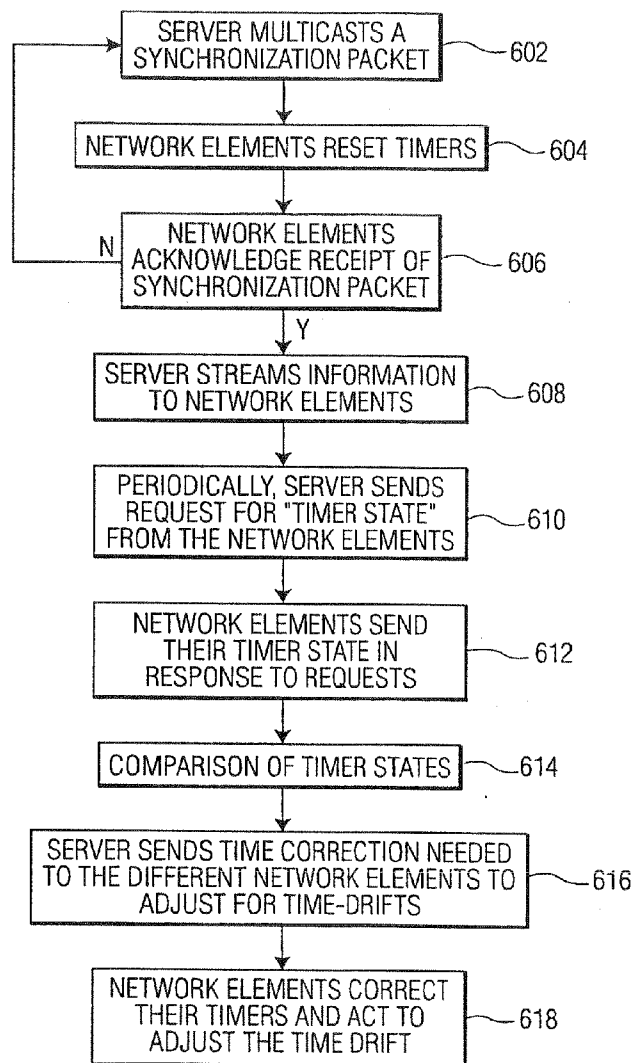 SERVER MULTICASTS A
SYNCHRONIZATION PACKET
602
NETWORK ELEMENTS RESET TIMERS
604
N
NETWORK ELEMENTS
ACKNOWLEDGE RECEIPT OF
SYNCHRONIZATION PACKET
606
Y
SERVER STREAMS INFORMATION
TO NETWORK ELEMENTS
608
PERIODICALLY, SERVER SENDS
REQUEST FOR "TIMER STATE"
FROM THE NETWORK ELEMENTS
610
NETWORK ELEMENTS SEND
THEIR TIMER STATE IN
RESPONSE TO REQUESTS
612
COMPARISON OF TIMER STATES
614
SERVER SENDS TIME CORRECTION NEEDED
TO THE DIFFERENT NETWORK ELEMENTS TO
ADJUST FOR TIME-DRIFTS
616
NETWORK ELEMENTS CORRECT
THEIR TIMERS AND ACT TO
ADJUST THE TIME DRIFT
618